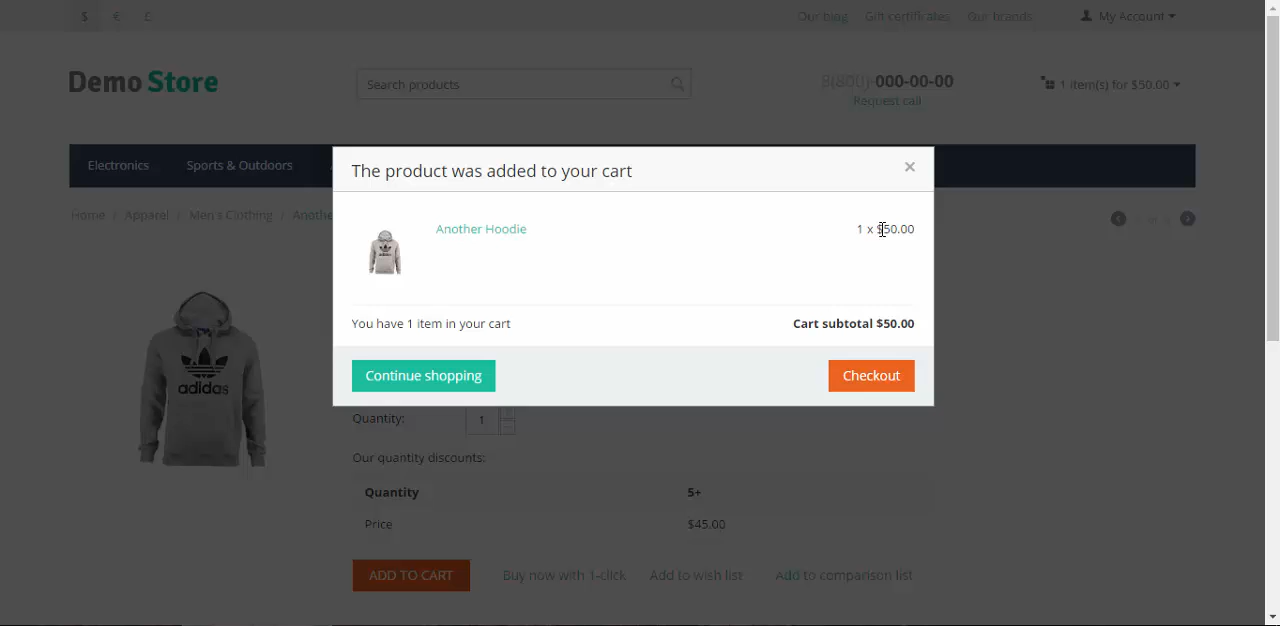 $ € £ Our blog Gift certificates Our brands My Account
Demo Store Search products 8(800)-000-00-00 1 item(s) for $50.00
Request call
Electronics Sports & Outdoors
The product was added to your cart
Home Apparel Men's Clothing of
Another Hoodie 1 x $50.00
You have 1 item in your cart Cart subtotal $50.00
Continue shopping Checkout
adidas
Quantity: 1
Our quantity discounts:
Quantity 5+
Price $45.00
ADD TO CART Buy now with 1-click Add to wish list Add to comparison list